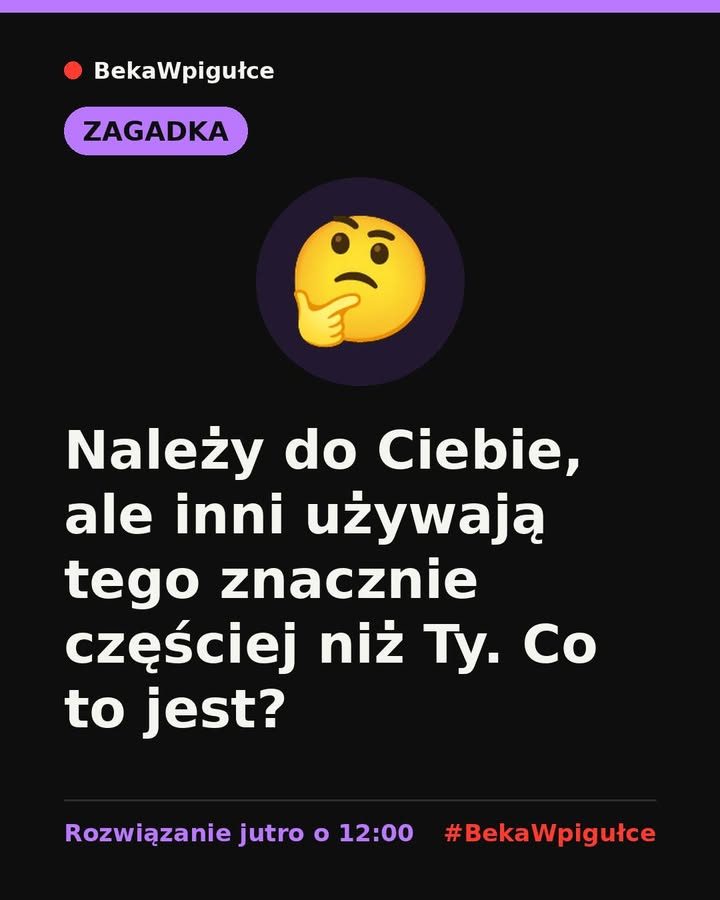 BekaWpigułce
ZAGADKA
Należy do Ciebie,
ale inni używają
tego znacznie
częściej niż Ty. Co
to jest?
Rozwiązanie jutro o 12:00 #BekaWpigułce